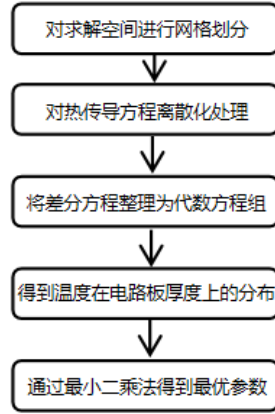 对求解空间进行网格划分
对热传导方程离散化处理
将差分方程整理为代数方程组
得到温度在电路板厚度上的分布
通过最小二乘法得到最优参数